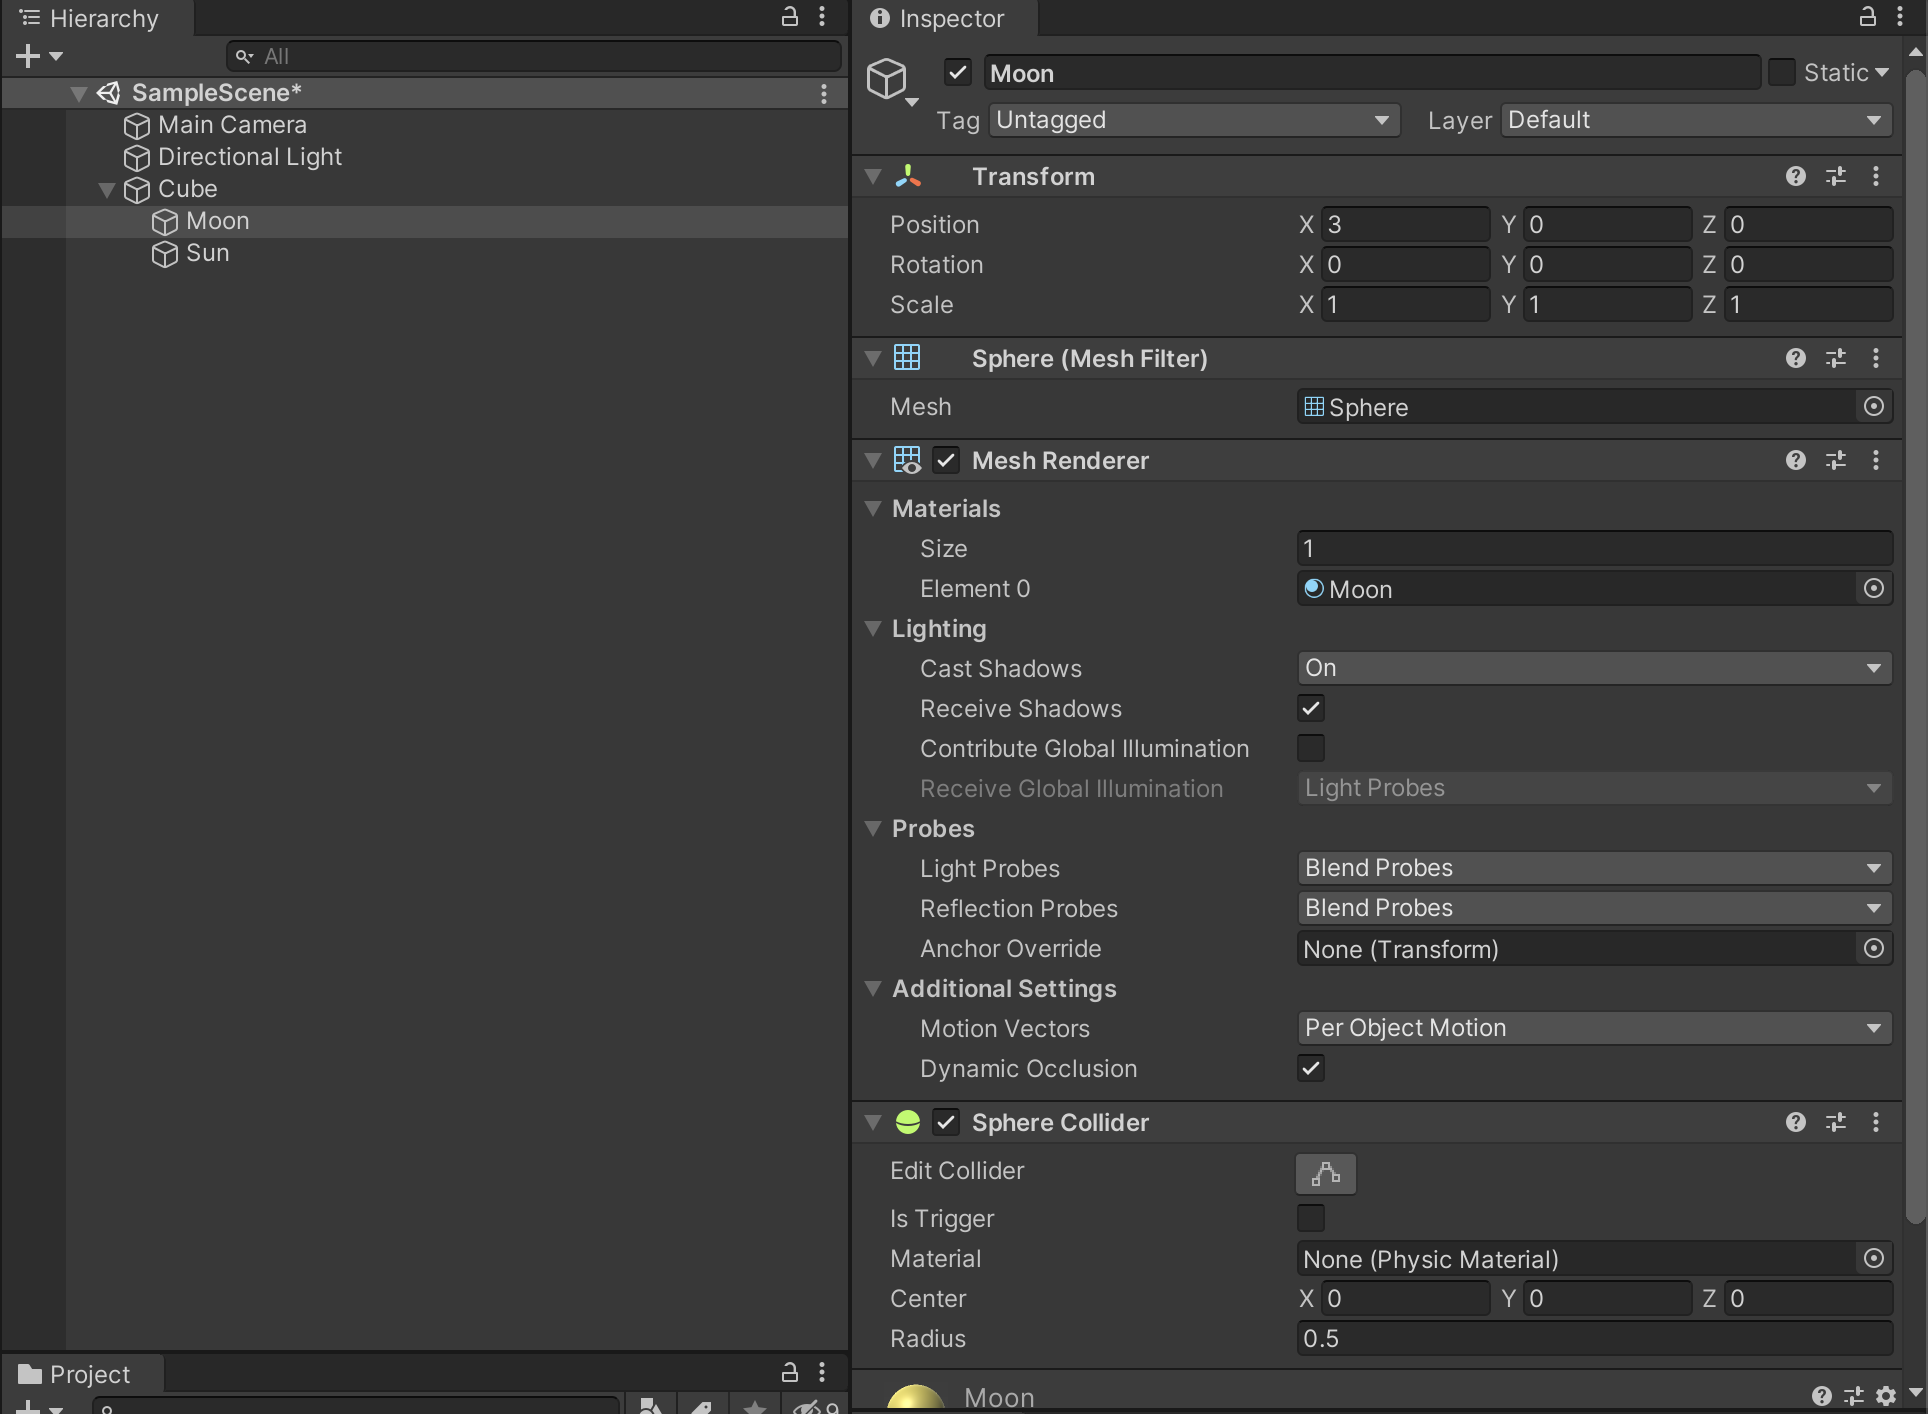 Hierarchy
All
SampleScene*
Main Camera
Directional Light
Cube
Moon
Sun
Project
9
Inspector
Moon
Static
Tag Untagged Layer Default
Transform
Position X 3 Y 0 Z 0
Rotation X 0 Y 0 Z 0
Scale X 1 Y 1 Z 1
Sphere (Mesh Filter)
Mesh Sphere
Mesh Renderer
Materials
Size 1
Element 0 Moon
Lighting
Cast Shadows On
Receive Shadows
Contribute Global Illumination
Receive Global Illumination Light Probes
Probes
Light Probes Blend Probes
Reflection Probes Blend Probes
Anchor Override None (Transform)
Additional Settings
Motion Vectors Per Object Motion
Dynamic Occlusion
Sphere Collider
Edit Collider
Is Trigger
Material None (Physic Material)
Center X 0 Y 0 Z 0
Radius 0.5
Moon